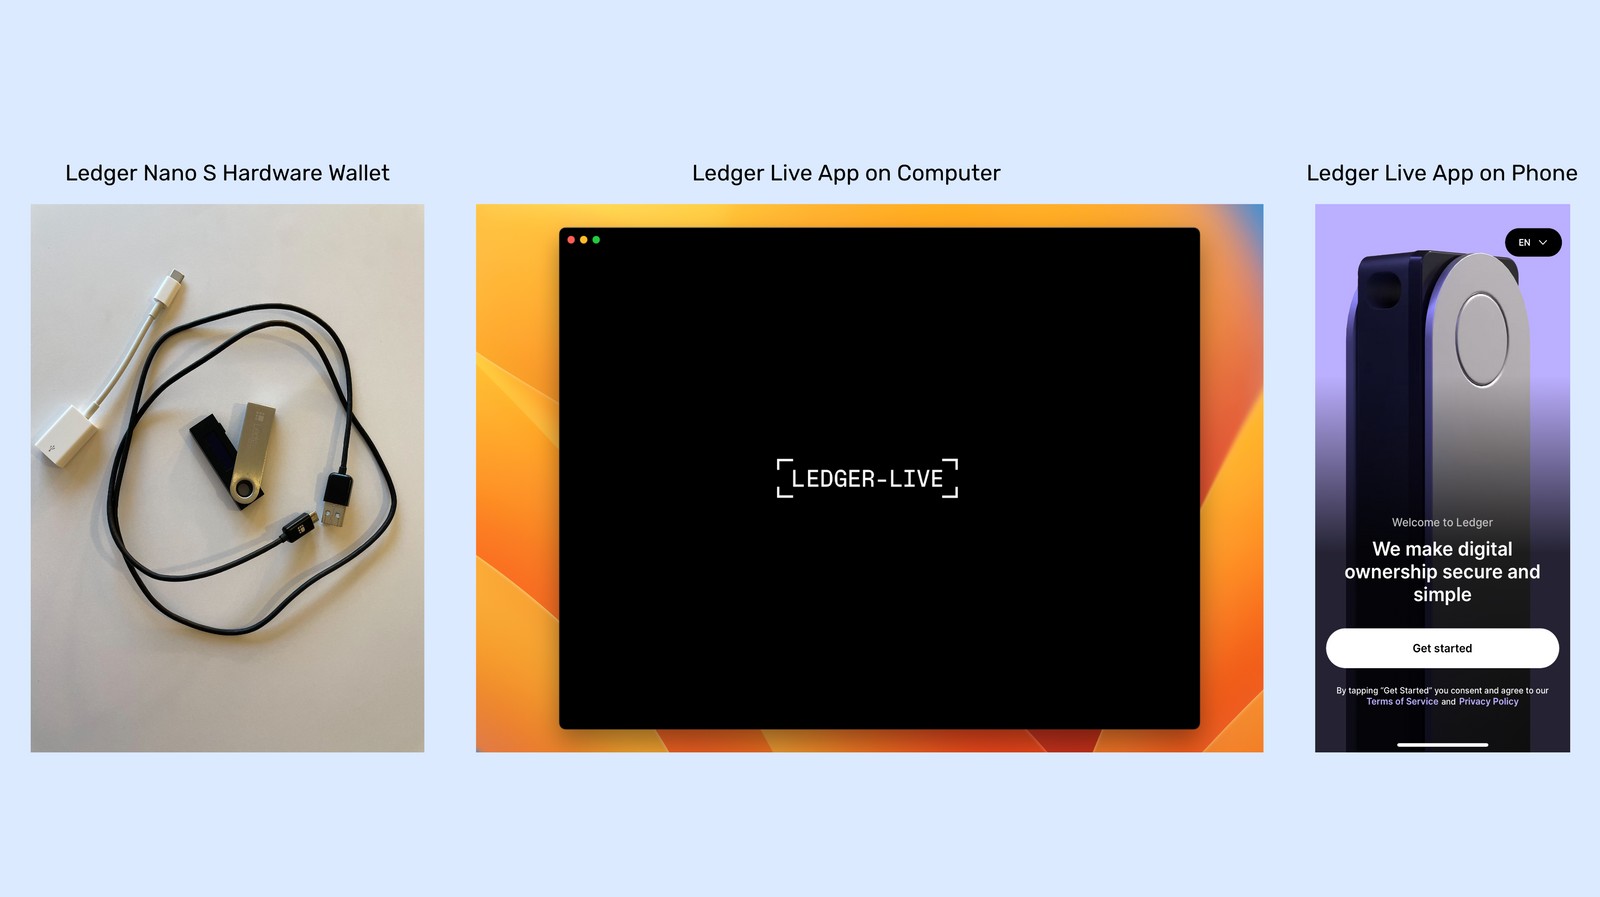 Ledger Nano S Hardware Wallet
Ledger Live App on Computer
LEDGER-LIVE
Ledger Live App on Phone
EN
Welcome to Ledger
We make digital
ownership secure and
simple
Get started
By tapping “Get Started” you consent and agree to our
Terms of Service and Privacy Policy